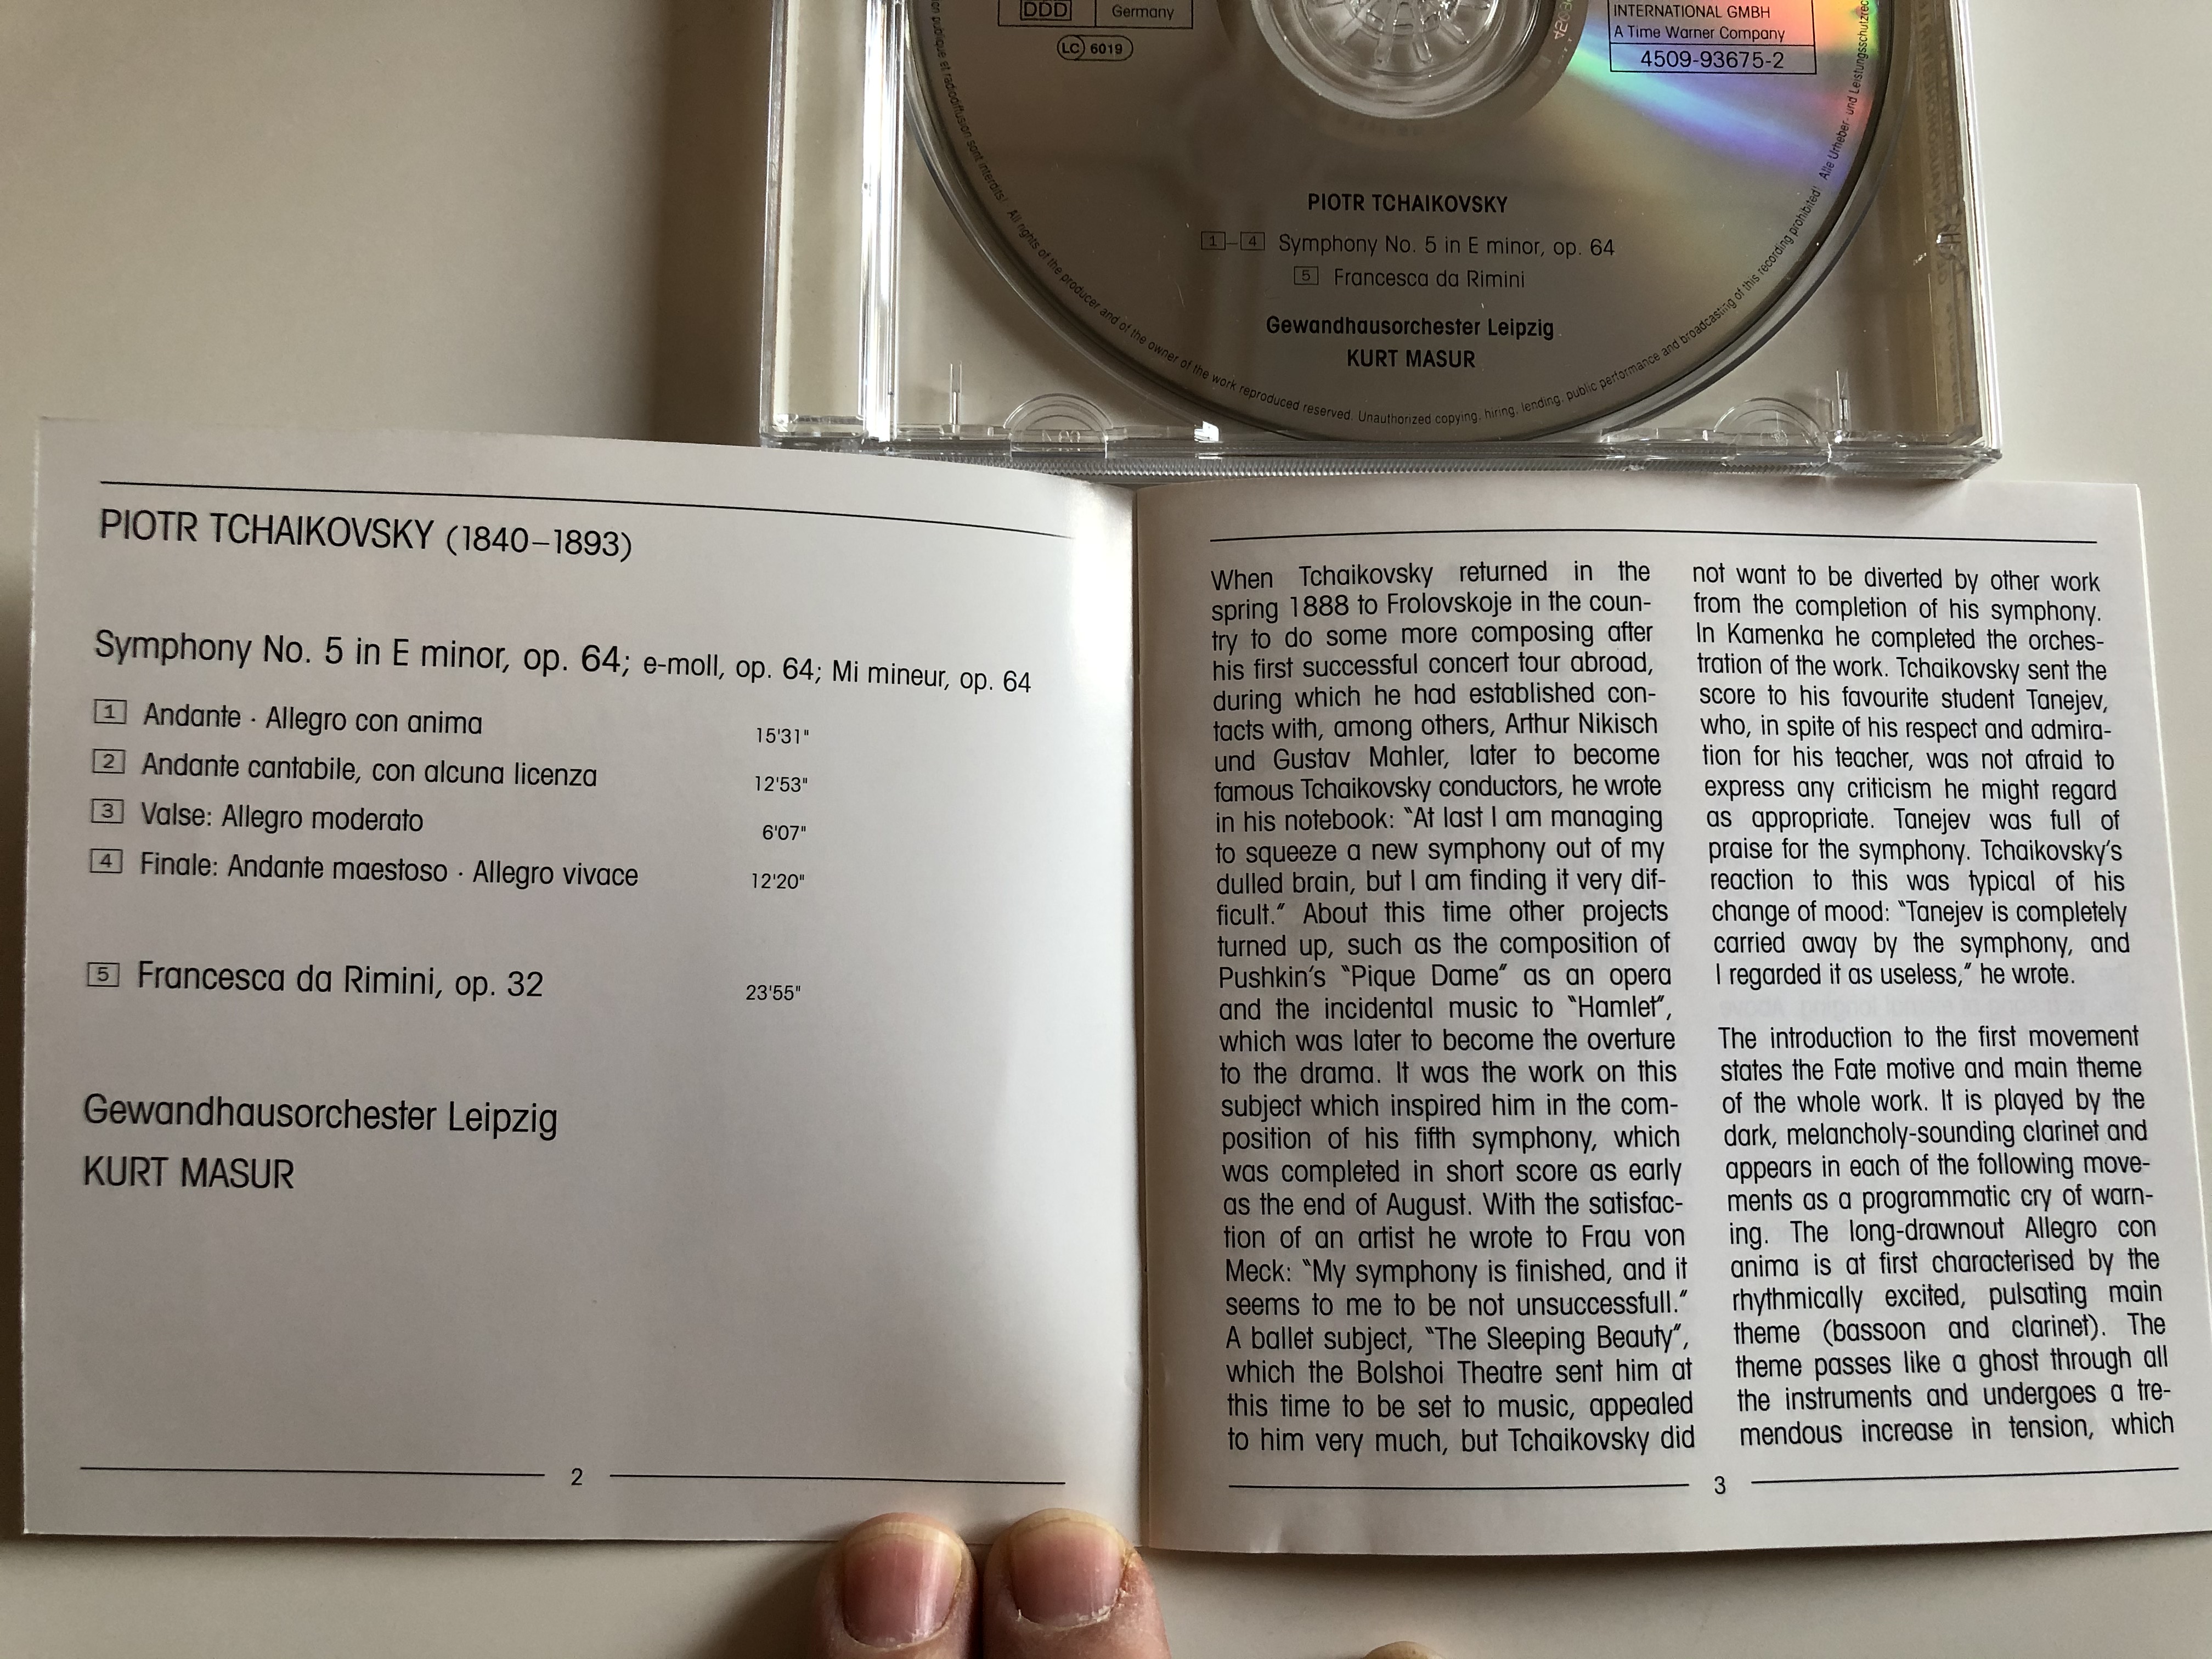 DDD
Germany
LC 6019
INTERNATIONAL GMBH
A Time Warner Company
4509-93675-2
PIOTR TCHAIKOVSKY
1–4 Symphony No. 5 in E minor, op. 64
5 Francesca da Rimini
Gewandhausorchester Leipzig
KURT MASUR
publique et radiodiffusion sont interdits! All rights of the producer and of the owner of the work reproduced reserved. Unauthorized copying, hiring, lending, public performance and broadcasting of this recording prohibited! Alle Urheber- und Leistungsschutzrechte
PIOTR TCHAIKOVSKY (1840–1893)
Symphony No. 5 in E minor, op. 64; e-moll, op. 64; Mi mineur, op. 64
1 Andante · Allegro con anima 15'31"
2 Andante cantabile, con alcuna licenza 12'53"
3 Valse: Allegro moderato 6'07"
4 Finale: Andante maestoso · Allegro vivace 12'20"
5 Francesca da Rimini, op. 32 23'55"
Gewandhausorchester Leipzig
KURT MASUR
2
When Tchaikovsky returned in the
spring 1888 to Frolovskoje in the coun-
try to do some more composing after
his first successful concert tour abroad,
during which he had established con-
tacts with, among others, Arthur Nikisch
und Gustav Mahler, later to become
famous Tchaikovsky conductors, he wrote
in his notebook: "At last I am managing
to squeeze a new symphony out of my
dulled brain, but I am finding it very dif-
ficult." About this time other projects
turned up, such as the composition of
Pushkin's "Pique Dame" as an opera
and the incidental music to "Hamlet",
which was later to become the overture
to the drama. It was the work on this
subject which inspired him in the com-
position of his fifth symphony, which
was completed in short score as early
as the end of August. With the satisfac-
tion of an artist he wrote to Frau von
Meck: "My symphony is finished, and it
seems to me to be not unsuccessfull."
A ballet subject, "The Sleeping Beauty",
which the Bolshoi Theatre sent him at
this time to be set to music, appealed
to him very much, but Tchaikovsky did
not want to be diverted by other work
from the completion of his symphony.
In Kamenka he completed the orches-
tration of the work. Tchaikovsky sent the
score to his favourite student Tanejev,
who, in spite of his respect and admira-
tion for his teacher, was not afraid to
express any criticism he might regard
as appropriate. Tanejev was full of
praise for the symphony. Tchaikovsky's
reaction to this was typical of his
change of mood: "Tanejev is completely
carried away by the symphony, and
I regarded it as useless," he wrote.
The introduction to the first movement
states the Fate motive and main theme
of the whole work. It is played by the
dark, melancholy-sounding clarinet and
appears in each of the following move-
ments as a programmatic cry of warn-
ing. The long-drawnout Allegro con
anima is at first characterised by the
rhythmically excited, pulsating main
theme (bassoon and clarinet). The
theme passes like a ghost through all
the instruments and undergoes a tre-
mendous increase in tension, which
3